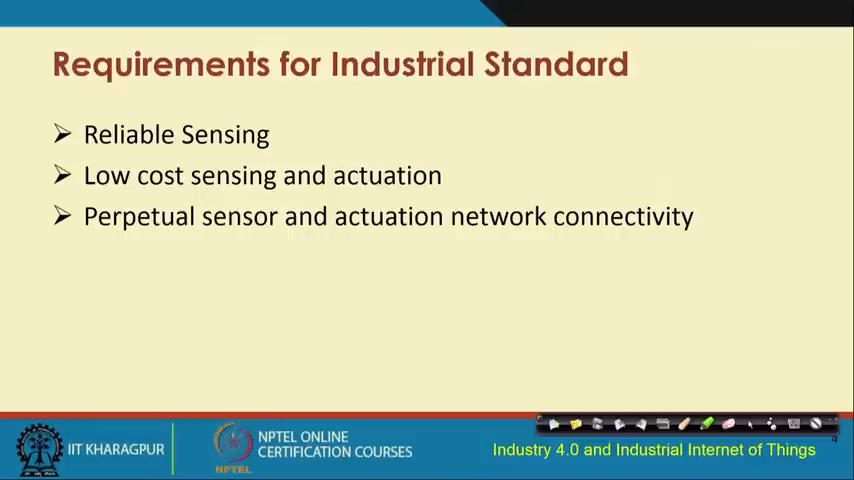 Requirements for Industrial Standard
Reliable Sensing
Low cost sensing and actuation
Perpetual sensor and actuation network connectivity
IIT KHARAGPUR
NPTEL
NPTEL ONLINE
CERTIFICATION COURSES
Industry 4.0 and Industrial Internet of Things
4